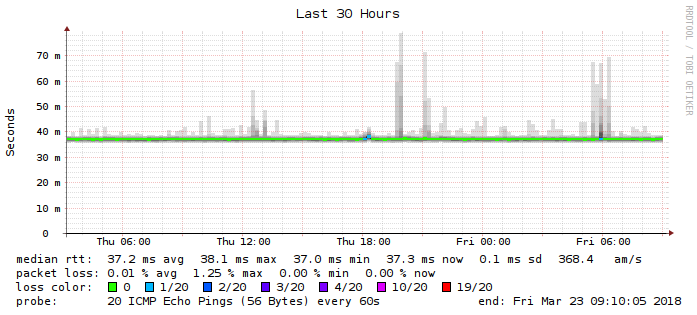 Last 30 Hours
RRDTOOL / TOBI OETIKER
Seconds
70 m
60 m
50 m
40 m
30 m
20 m
10 m
0
Thu 06:00 Thu 12:00 Thu 18:00 Fri 00:00 Fri 06:00
median rtt: 37.2 ms avg 38.1 ms max 37.0 ms min 37.3 ms now 0.1 ms sd 368.4 am/s
packet loss: 0.01 % avg 1.25 % max 0.00 % min 0.00 % now
loss color: 0 1/20 2/20 3/20 4/20 10/20 19/20
probe: 20 ICMP Echo Pings (56 Bytes) every 60s end: Fri Mar 23 09:10:05 2018